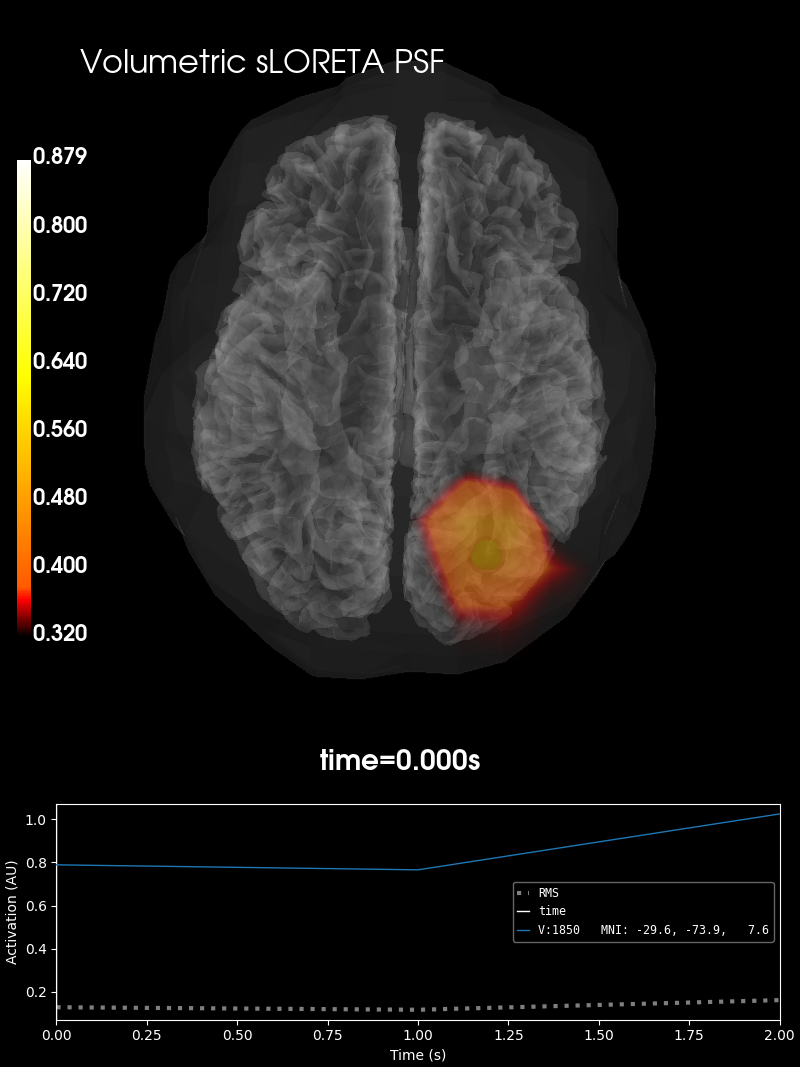 Volumetric sLORETA PSF
0.879
0.800
0.720
0.640
0.560
0.480
0.400
0.320
time=0.000s
1.0
0.8
0.6
0.4
0.2
Activation (AU)
RMS
time
V:1850 MNI: -29.6, -73.9, 7.6
0.00 0.25 0.50 0.75 1.00 1.25 1.50 1.75 2.00
Time (s)